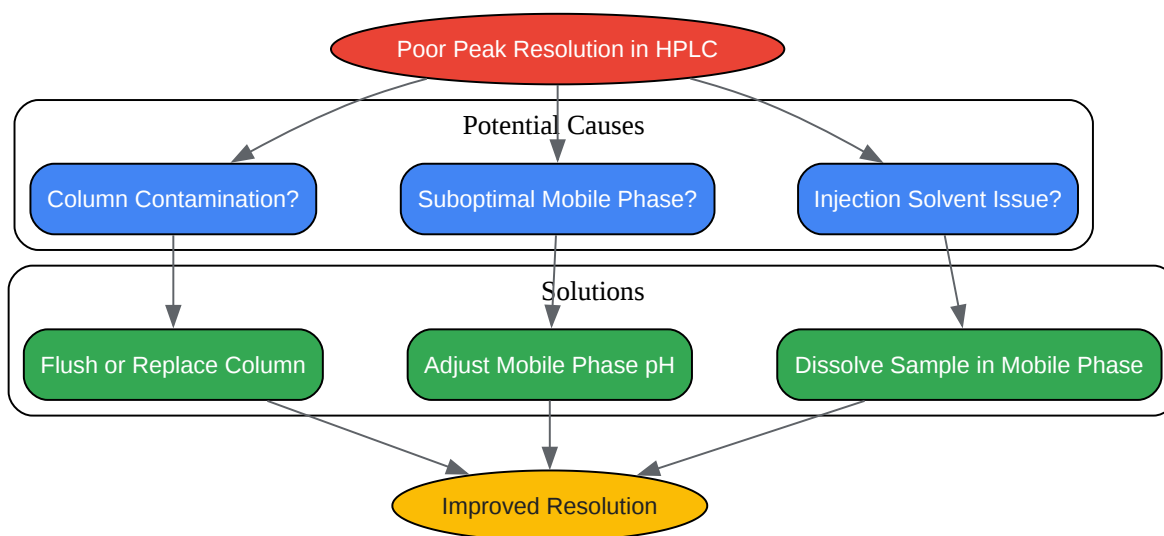 Poor Peak Resolution in HPLC
Potential Causes
Column Contamination?
Suboptimal Mobile Phase?
Injection Solvent Issue?
Solutions
Flush or Replace Column
Adjust Mobile Phase pH
Dissolve Sample in Mobile Phase
Improved Resolution